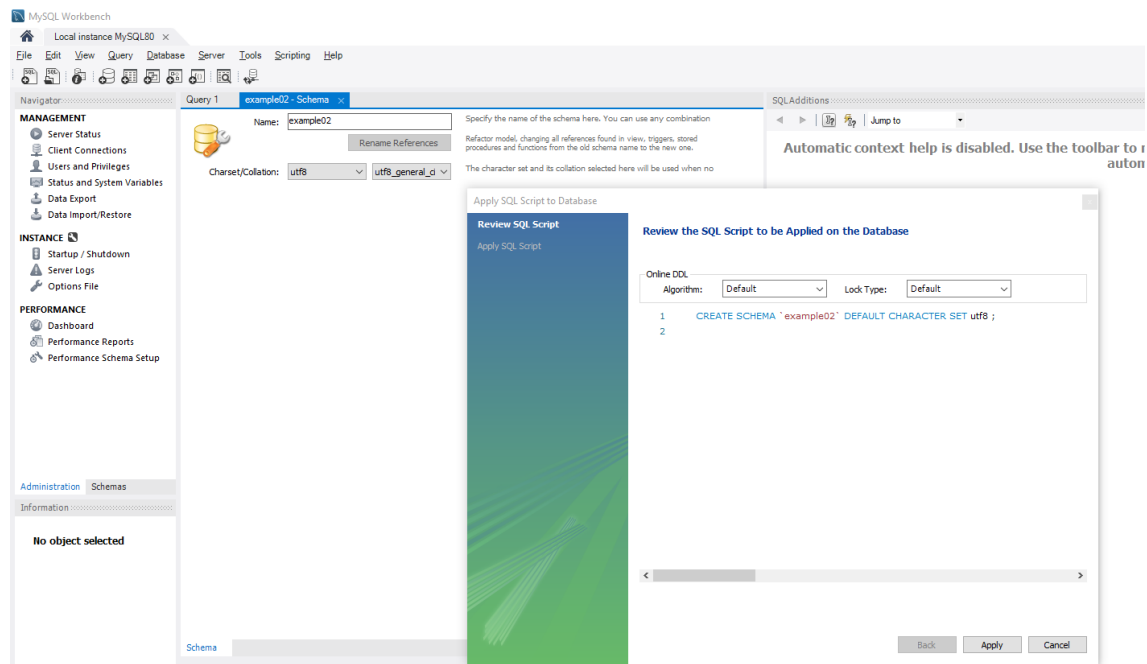 MySQL Workbench
Local instance MySQL80 ×
File Edit View Query Database Server Tools Scripting Help
Navigator
MANAGEMENT
Server Status
Client Connections
Users and Privileges
Status and System Variables
Data Export
Data Import/Restore
INSTANCE
Startup / Shutdown
Server Logs
Options File
PERFORMANCE
Dashboard
Performance Reports
Performance Schema Setup
Administration Schemas
Information
No object selected
Query 1 example02 - Schema ×
Name: example02
Rename References
Charset/Collation: utf8 utf8_general_ci
Specify the name of the schema here. You can use any combination
Refactor model, changing all references found in view, triggers, stored
procedures and functions from the old schema name to the new one.
The character set and its collation selected here will be used when no
Schema
SQLAdditions
Jump to
Automatic context help is disabled. Use the toolbar to
autom
Apply SQL Script to Database
Review SQL Script
Apply SQL Script
Review the SQL Script to be Applied on the Database
Online DDL
Algorithm: Default Lock Type: Default
1 CREATE SCHEMA `example02` DEFAULT CHARACTER SET utf8 ;
2
Back Apply Cancel